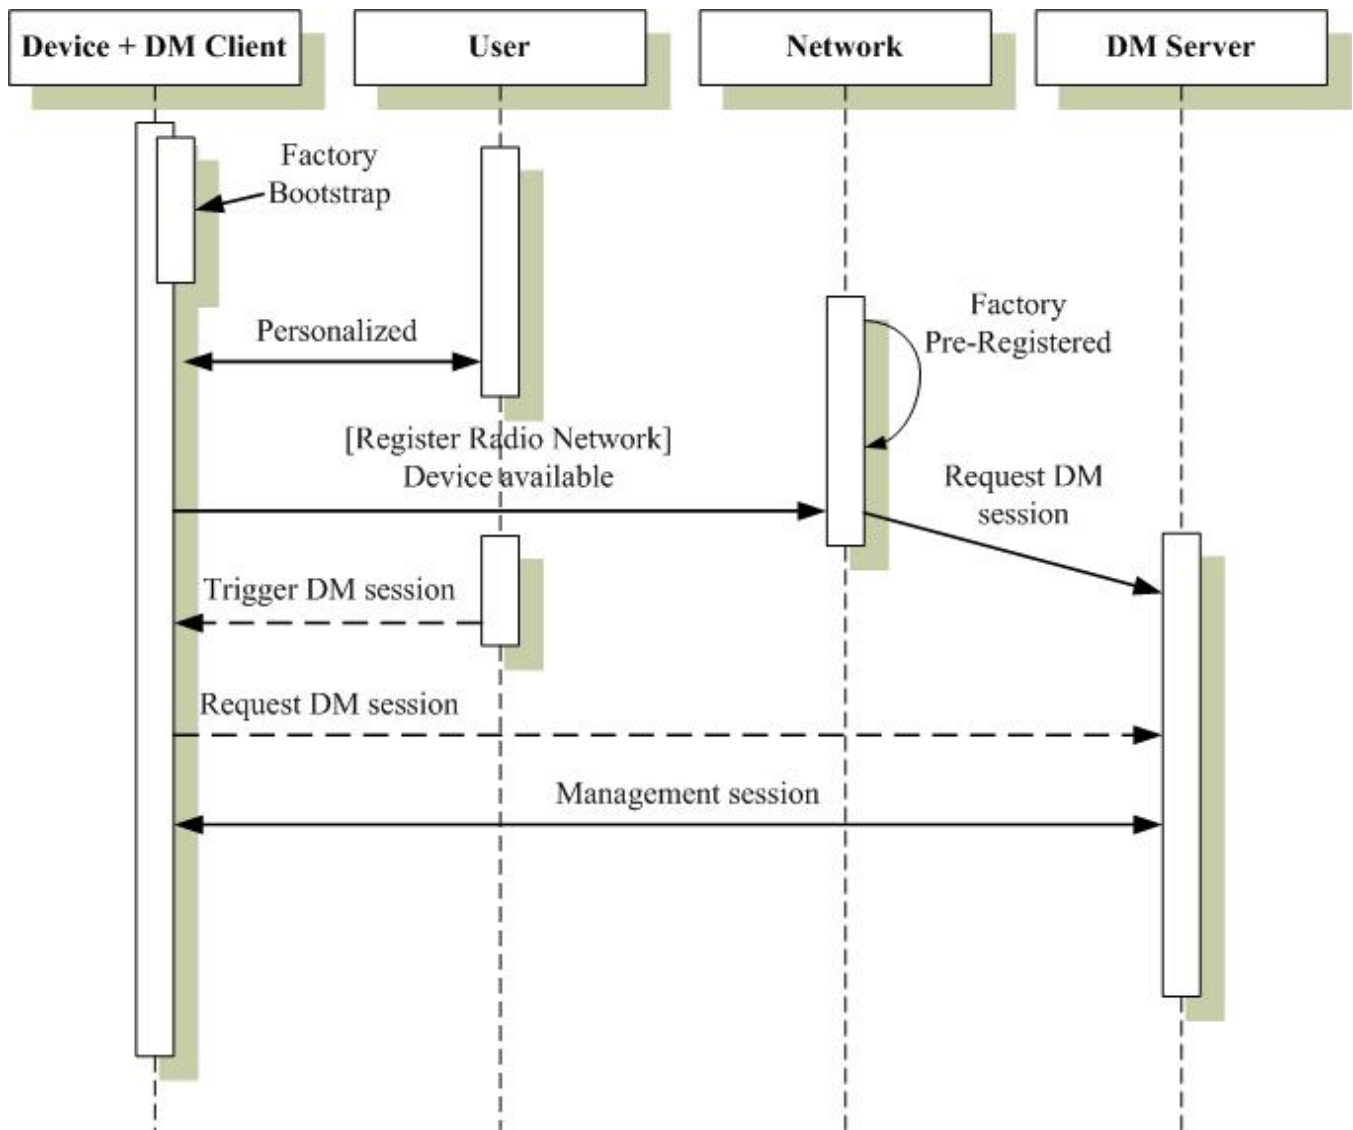 Device + DM Client
User
Network
DM Server
Factory
Bootstrap
Factory
Pre-Registered
Personalized
[Register Radio Network]
Device available
Request DM
session
Trigger DM session
Request DM session
Management session